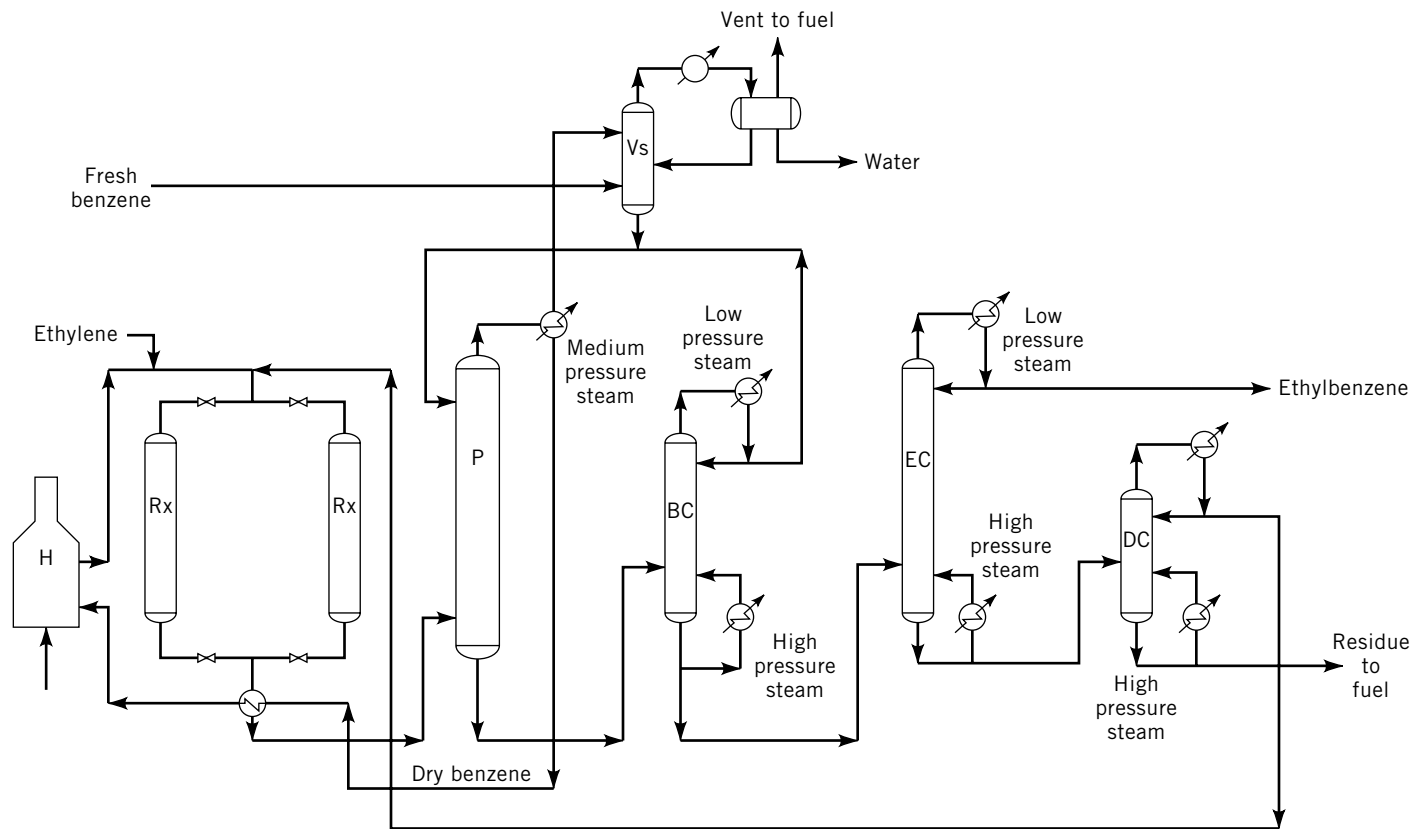 Vent to fuel
Vs
Water
Fresh
benzene
Ethylene
Medium
pressure
steam
Low
pressure
steam
Low
pressure
steam
Ethylbenzene
P
EC
Rx
Rx
BC
DC
H
High
pressure
steam
High
pressure
steam
High
pressure
steam
Residue
to
fuel
Dry benzene